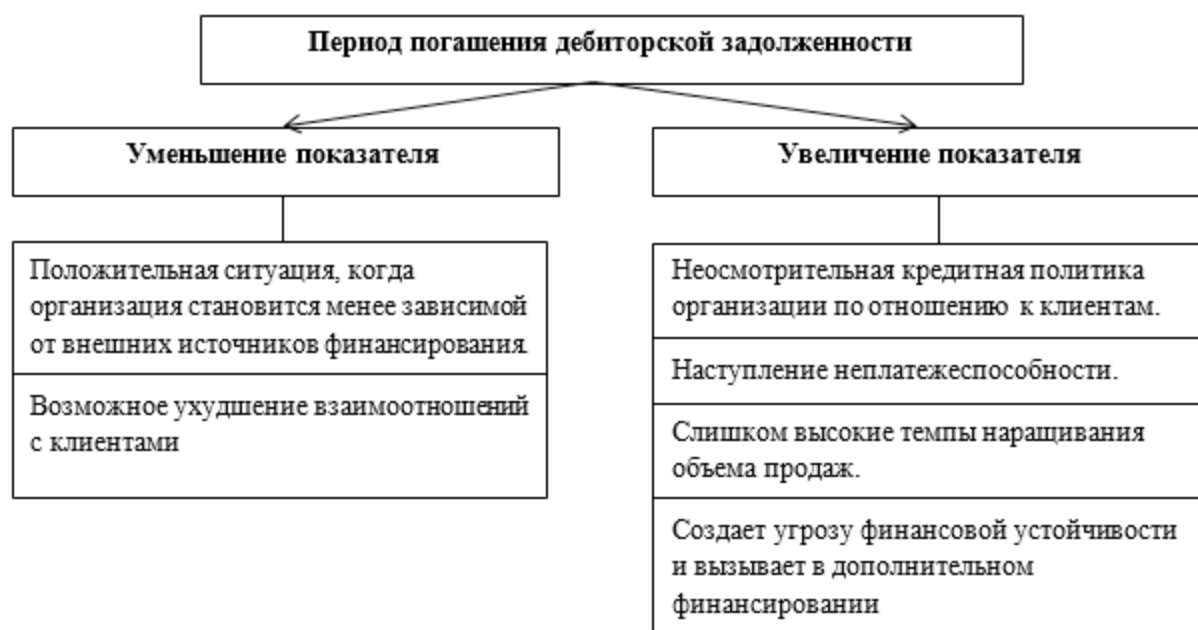 Период погашения дебиторской задолженности
Уменьшение показателя
Положительная ситуация, когда
организация становится менее зависимой
от внешних источников финансирования.
Возможное ухудшение взаимоотношений
с клиентами
Увеличение показателя
Неосмотрительная кредитная политика
организации по отношению к клиентам.
Наступление неплатежеспособности.
Слишком высокие темпы наращивания
объема продаж.
Создает угрозу финансовой устойчивости
и вызывает в дополнительном
финансировании